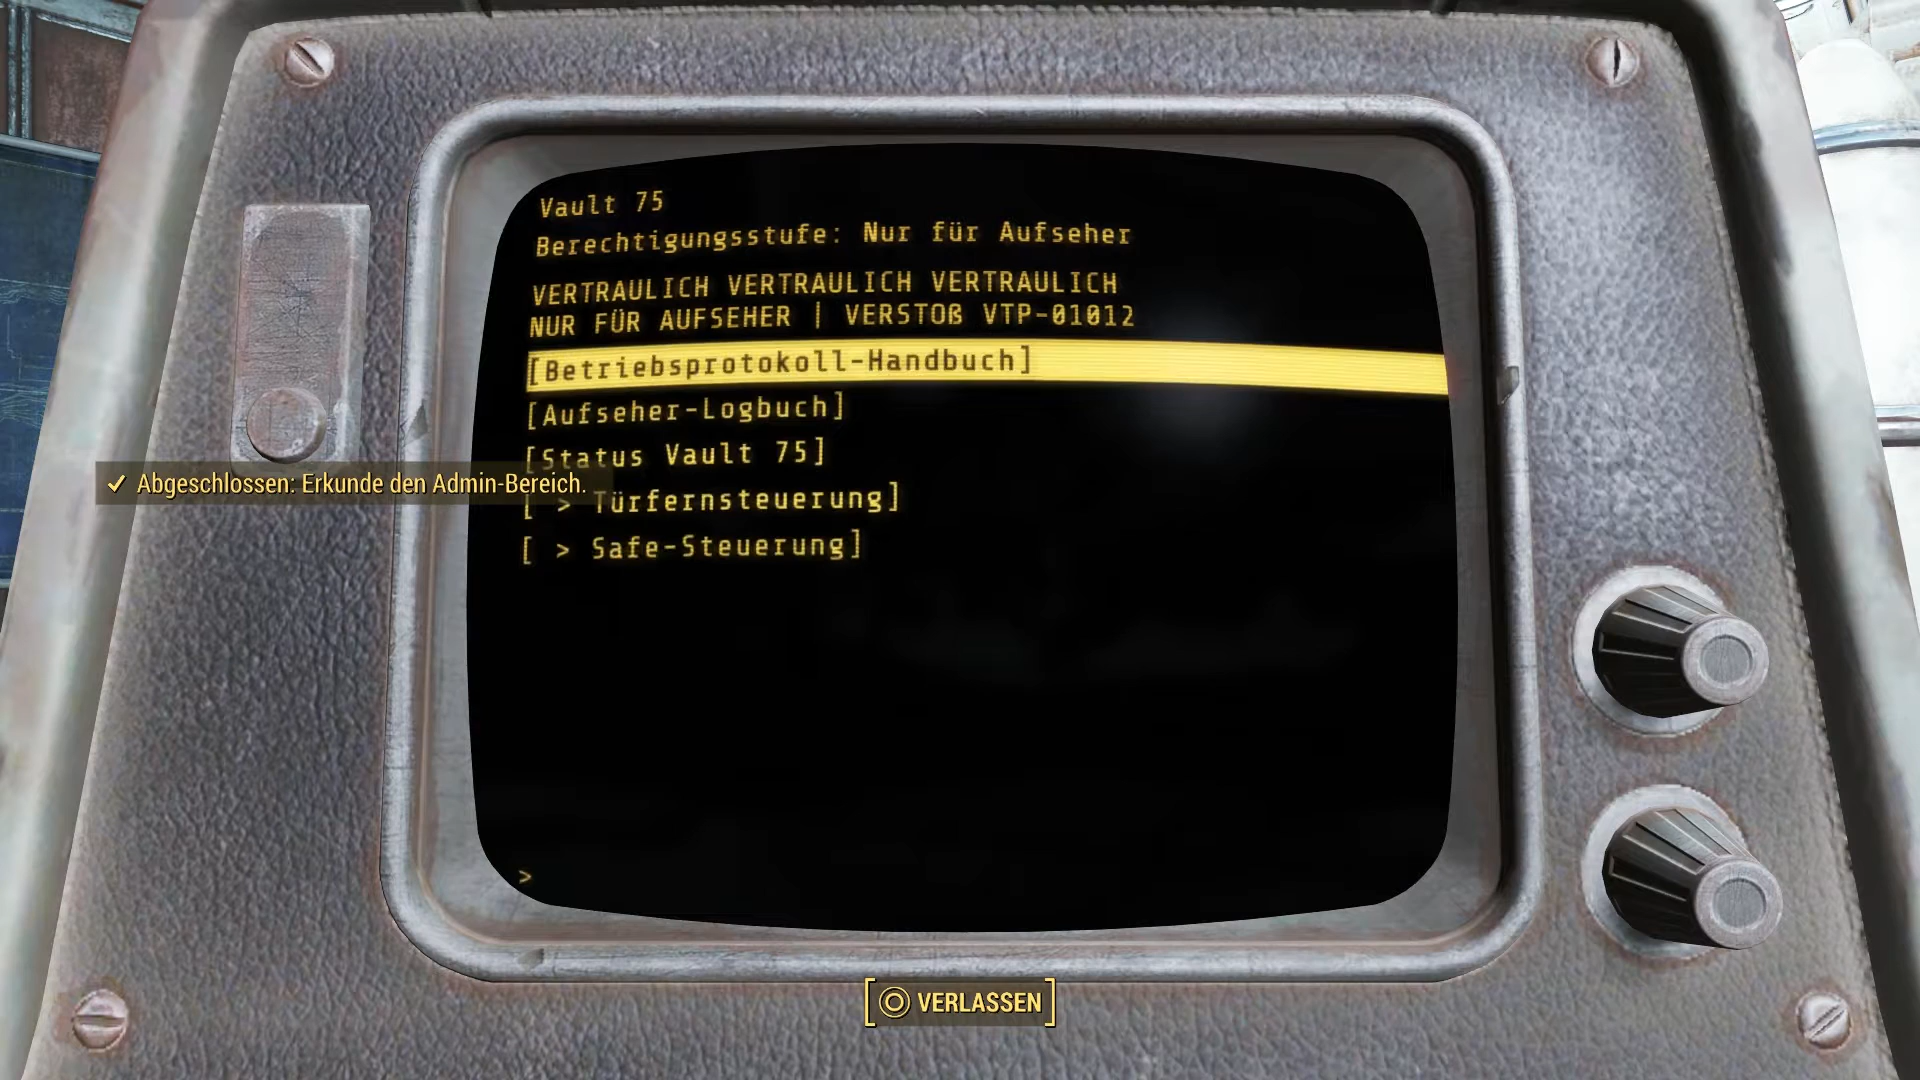 Vault 75
Berechtigungsstufe: Nur für Aufseher
VERTRAULICH VERTRAULICH VERTRAULICH
NUR FÜR AUFSEHER | VERSTOß VTP-01012
[Betriebsprotokoll-Handbuch]
[Aufseher-Logbuch]
[Status Vault 75]
✓ Abgeschlossen: Erkunde den Admin-Bereich.
[ > Türfernsteuerung]
[ > Safe-Steuerung]
>
[◎ VERLASSEN]